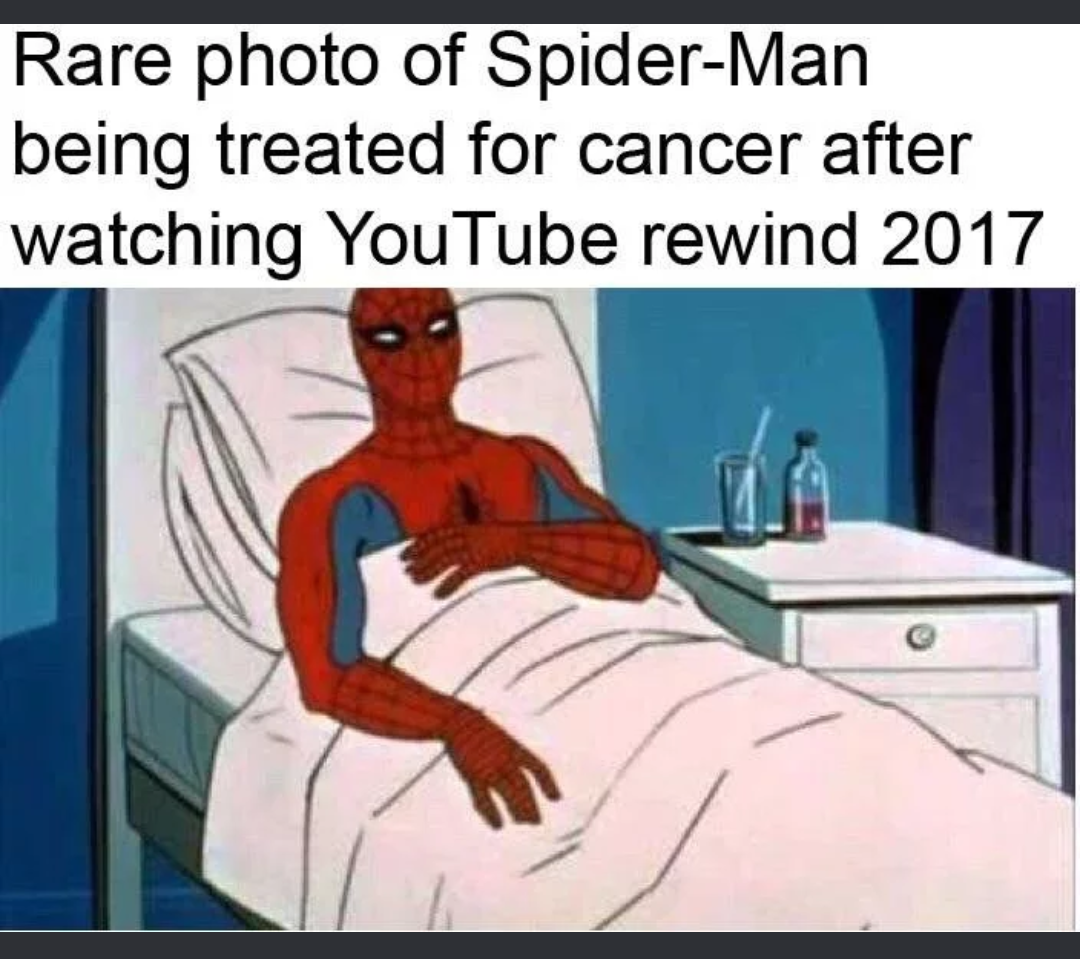 Rare photo of Spider-Man
being treated for cancer after
watching YouTube rewind 2017